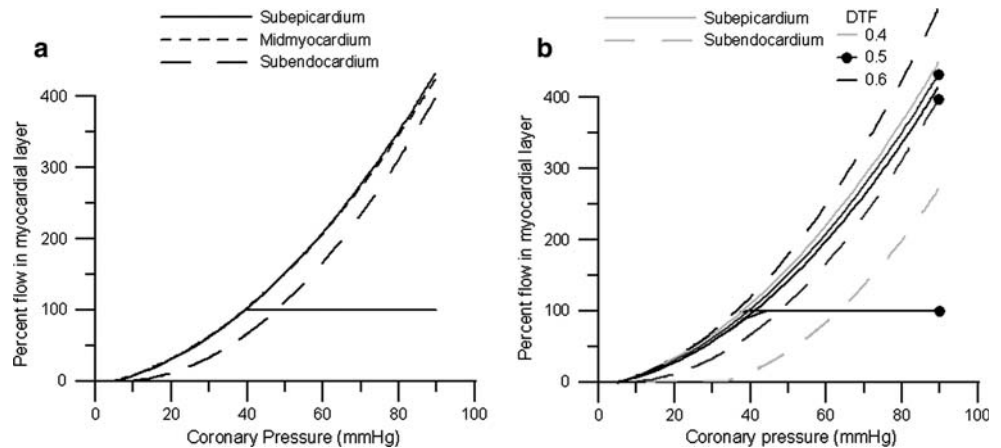 a
Subepicardium
Midmyocardium
Subendocardium
Percent flow in myocardial layer
400
300
200
100
0
0 20 40 60 80 100
Coronary Pressure (mmHg)
b
Subepicardium
Subendocardium
DTF
0.4
0.5
0.6
Percent flow in myocardial layer
400
300
200
100
0
0 20 40 60 80 100
Coronary Pressure (mmHg)